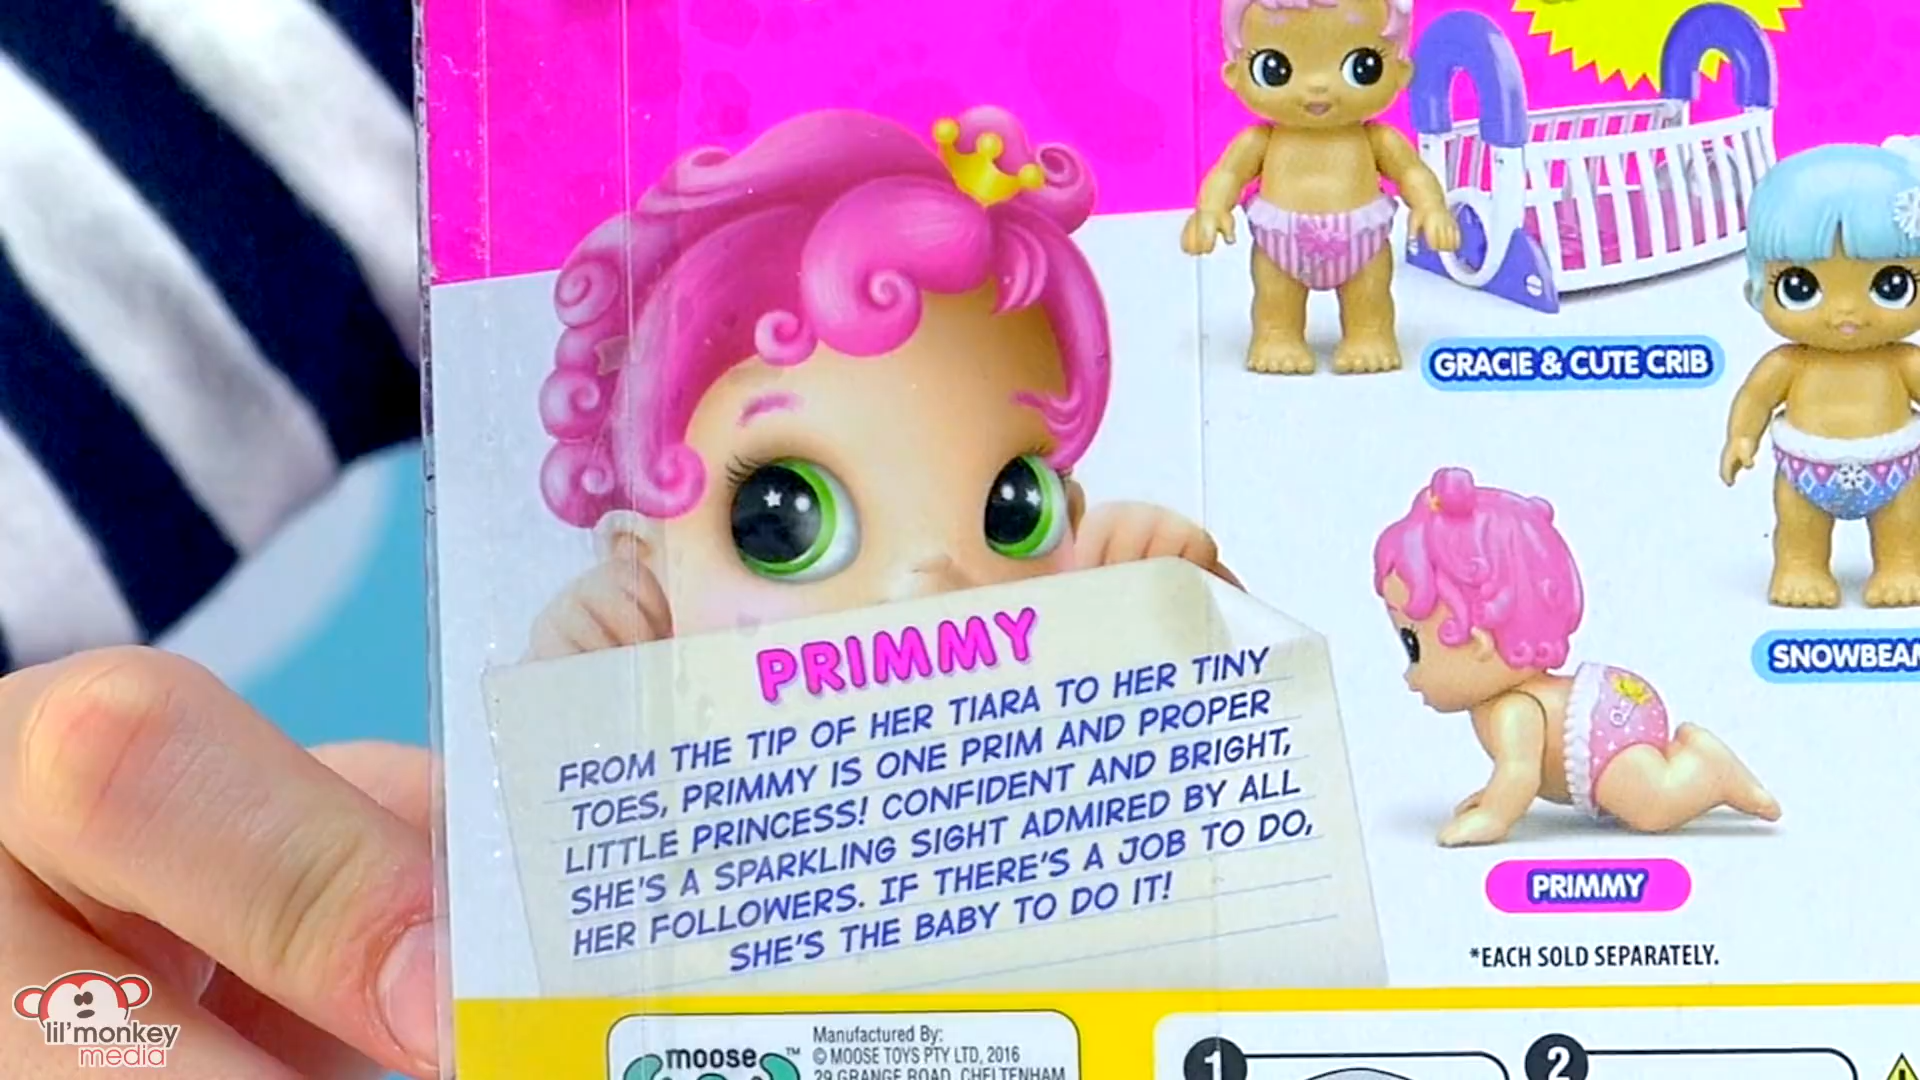 GRACIE & CUTE CRIB
PRIMMY
FROM THE TIP OF HER TIARA TO HER TINY
TOES, PRIMMY IS ONE PRIM AND PROPER
LITTLE PRINCESS! CONFIDENT AND BRIGHT,
SHE'S A SPARKLING SIGHT ADMIRED BY ALL
HER FOLLOWERS. IF THERE'S A JOB TO DO,
SHE'S THE BABY TO DO IT!
SNOWBEAM
PRIMMY
*EACH SOLD SEPARATELY.
moose™
Manufactured By:
© MOOSE TOYS PTY LTD, 2016
29 GRANGE ROAD, CHELTENHAM
1
2
lil'monkey
media